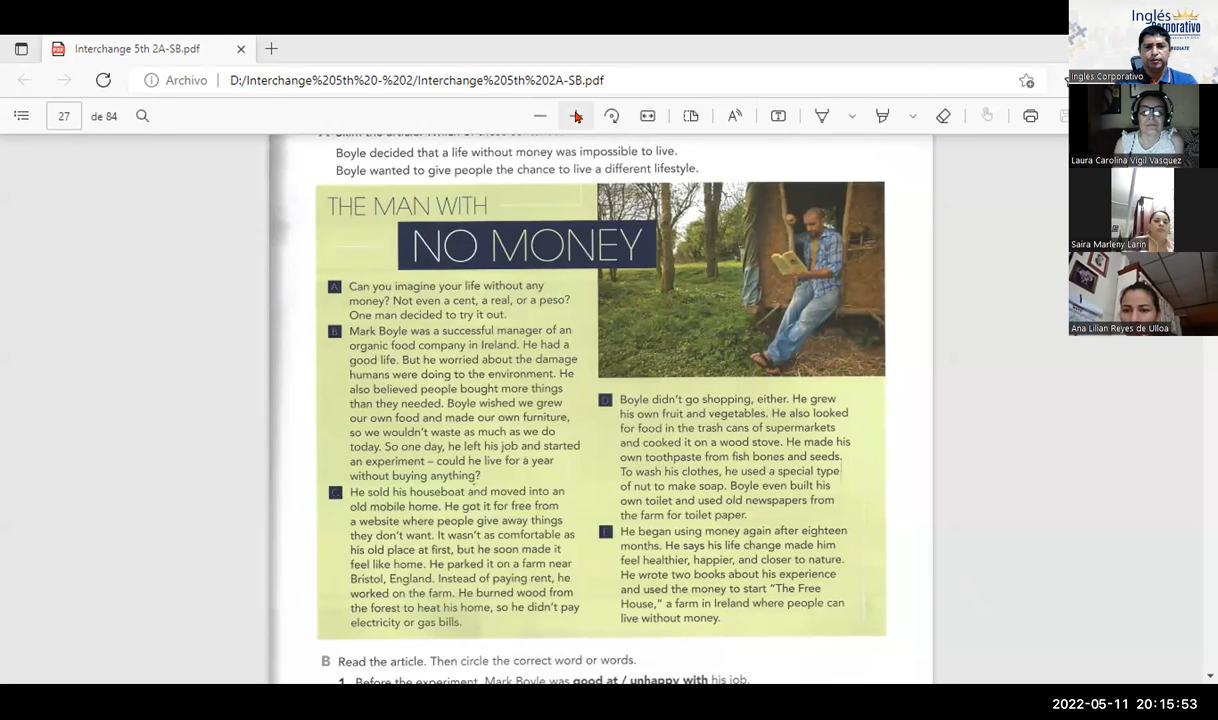 Interchange 5th 2A-SB.pdf
Archivo
D:/Interchange%205th%20-%202/Interchange%205th%202A-SB.pdf
27
de 84
Boyle decided that a life without money was impossible to live.
Boyle wanted to give people the chance to live a different lifestyle.
THE MAN WITH
NO MONEY
A Can you imagine your life without any
money? Not even a cent, a real, or a peso?
One man decided to try it out.
B Mark Boyle was a successful manager of an
organic food company in Ireland. He had a
good life. But he worried about the damage
humans were doing to the environment. He
also believed people bought more things
than they needed. Boyle wished we grew
our own food and made our own furniture,
so we wouldn't waste as much as we do
today. So one day, he left his job and started
an experiment – could he live for a year
without buying anything?
C He sold his houseboat and moved into an
old mobile home. He got it for free from
a website where people give away things
they don't want. It wasn't as comfortable as
his old place at first, but he soon made it
feel like home. He parked it on a farm near
Bristol, England. Instead of paying rent, he
worked on the farm. He burned wood from
the forest to heat his home, so he didn't pay
electricity or gas bills.
D Boyle didn't go shopping, either. He grew
his own fruit and vegetables. He also looked
for food in the trash cans of supermarkets
and cooked it on a wood stove. He made his
own toothpaste from fish bones and seeds.
To wash his clothes, he used a special type
of nut to make soap. Boyle even built his
own toilet and used old newspapers from
the farm for toilet paper.
He began using money again after eighteen
months. He says his life change made him
feel healthier, happier, and closer to nature.
He wrote two books about his experience
and used the money to start "The Free
House," a farm in Ireland where people can
live without money.
B Read the article. Then circle the correct word or words.
1. Before the experiment, Mark Boyle was good at / unhappy with his job.
Inglés
Corporativo
Ingles Corporativo
Laura Carolina Vigil Vasquez
Saira Marleny Larin
Ana Lilian Reyes de Ulloa
2022-05-11 20:15:53